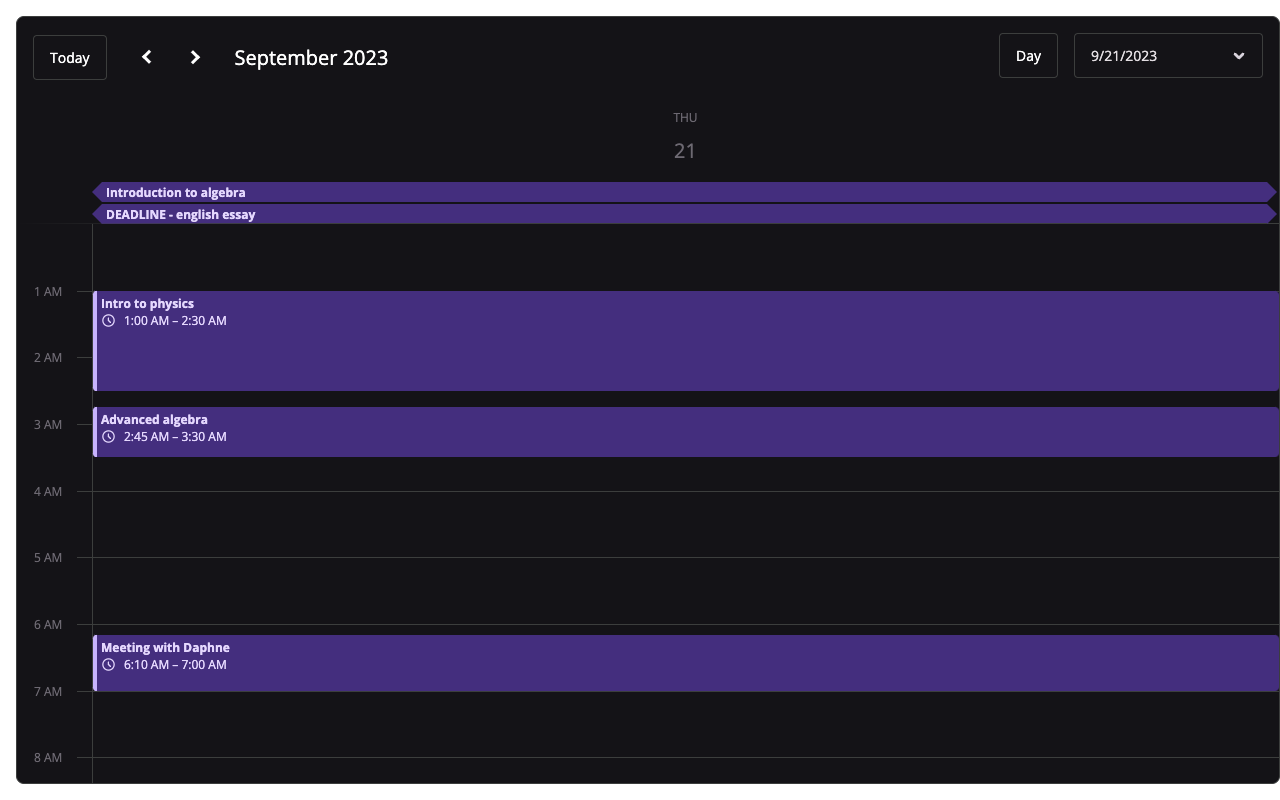 Today
September 2023
Day
9/21/2023
THU
21
Introduction to algebra
DEADLINE - english essay
1 AM
Intro to physics
1:00 AM – 2:30 AM
2 AM
Advanced algebra
3 AM
2:45 AM – 3:30 AM
4 AM
5 AM
6 AM
Meeting with Daphne
6:10 AM – 7:00 AM
7 AM
8 AM